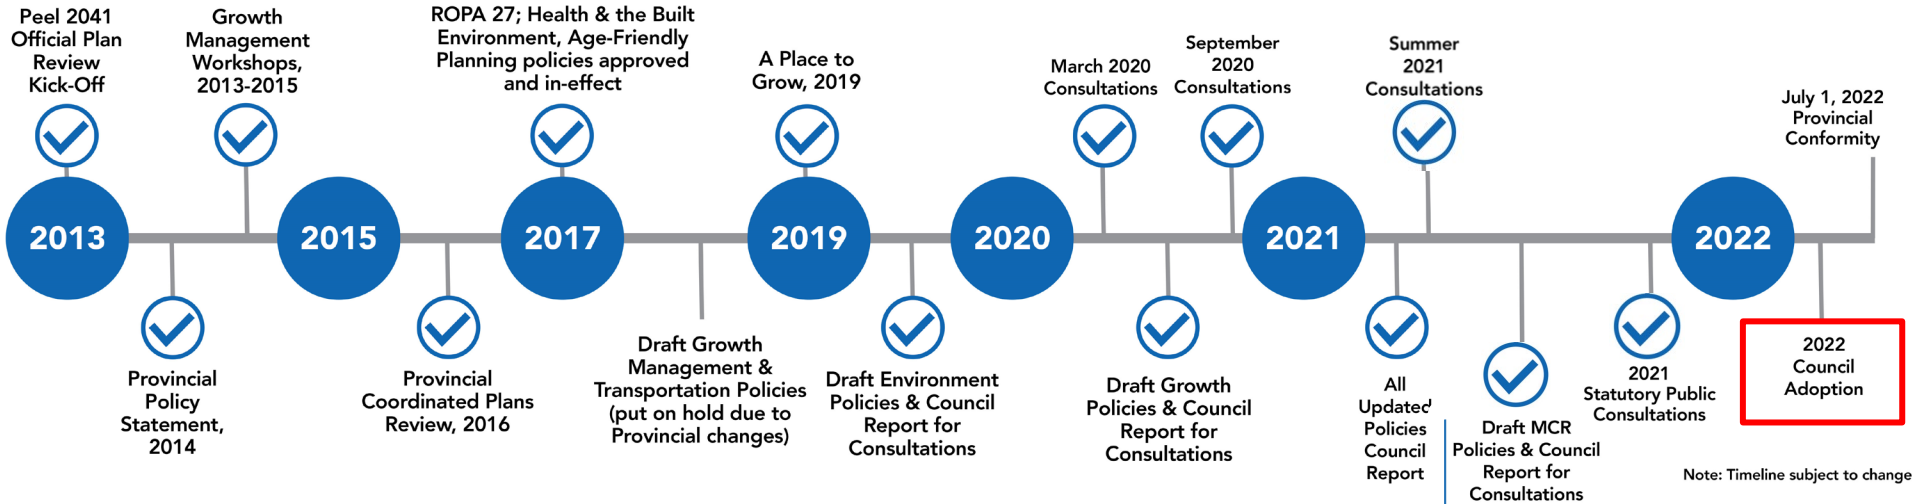 Peel 2041
Official Plan
Review
Kick-Off
Growth
Management
Workshops,
2013-2015
ROPA 27; Health & the Built
Environment, Age-Friendly
Planning policies approved
and in-effect
A Place to
Grow, 2019
March 2020
Consultations
September
2020
Consultations
Summer
2021
Consultations
July 1, 2022
Provincial
Conformity
2013
2015
2017
2019
2020
2021
2022
Provincial
Policy
Statement,
2014
Provincial
Coordinated Plans
Review, 2016
Draft Growth
Management &
Transportation Policies
(put on hold due to
Provincial changes)
Draft Environment
Policies & Council
Report for
Consultations
Draft Growth
Policies & Council
Report for
Consultations
All
Updated
Policies
Council
Report
Draft MCR
Policies & Council
Report for
Consultations
2021
Statutory Public
Consultations
2022
Council
Adoption
Note: Timeline subject to change